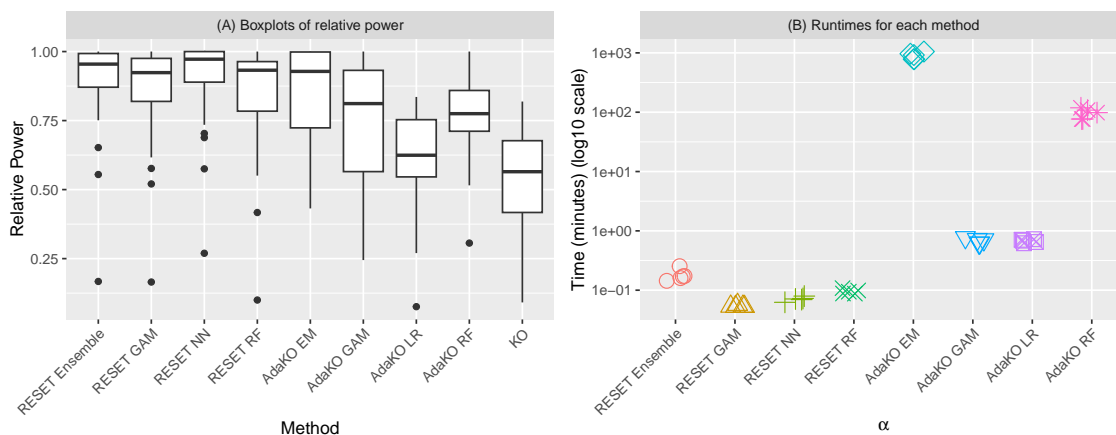 (A) Boxplots of relative power
Relative Power
1.00
0.75
0.50
0.25
RESET Ensemble
RESET GAM
RESET NN
RESET RF
AdaKO EM
AdaKO GAM
AdaKO LR
AdaKO RF
KO
Method
(B) Runtimes for each method
Time (minutes) (log10 scale)
1e+03
1e+02
1e+01
1e+00
1e−01
RESET Ensemble
RESET GAM
RESET NN
RESET RF
AdaKO EM
AdaKO GAM
AdaKO LR
AdaKO RF
α